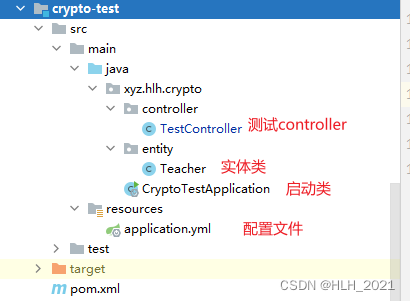 crypto-test
src
main
java
xyz.hlh.crypto
controller
TestController 测试controller
entity
Teacher 实体类
CryptoTestApplication 启动类
resources
application.yml 配置文件
test
target
pom.xml
CSDN @HLH_2021